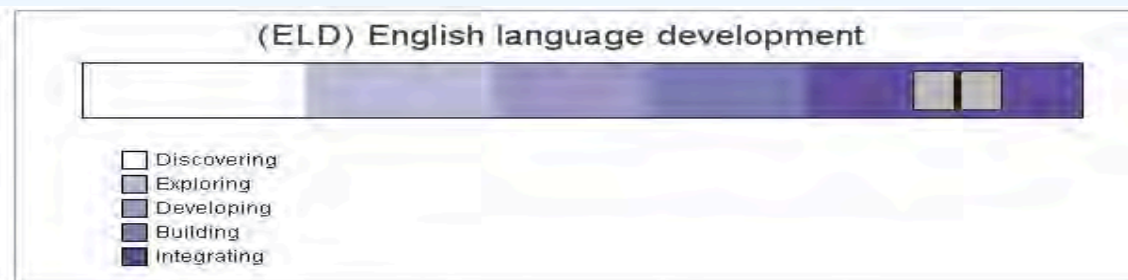 (ELD) English language development
Discovering
Exploring
Developing
Building
Integrating